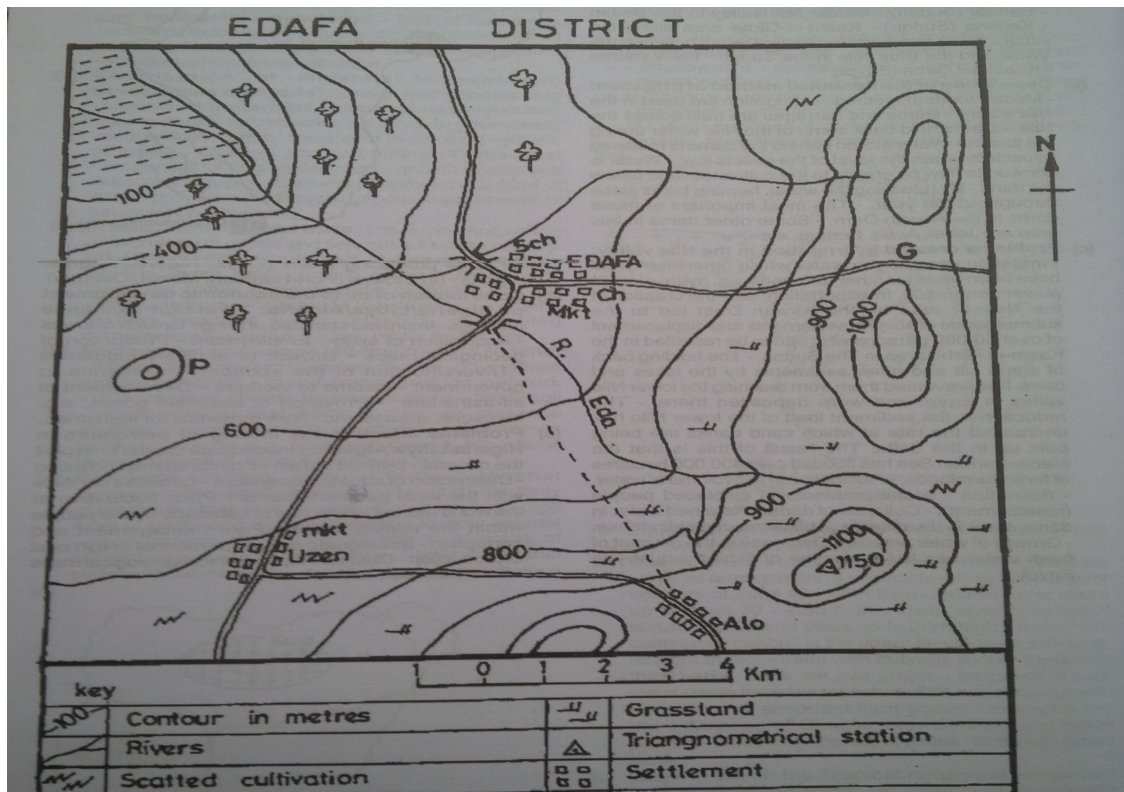 EDAFA DISTRICT
N
100
400
Sch
EDAFA
G
Ch
Mkt
900
1000
R. Eda
P
600
900
mkt
Uzen
800
1100
1150
Alo
1 0 1 2 3 4 Km
key
100 Contour in metres
Rivers
Scatted cultivation
Grassland
Triangnometrical station
Settlement